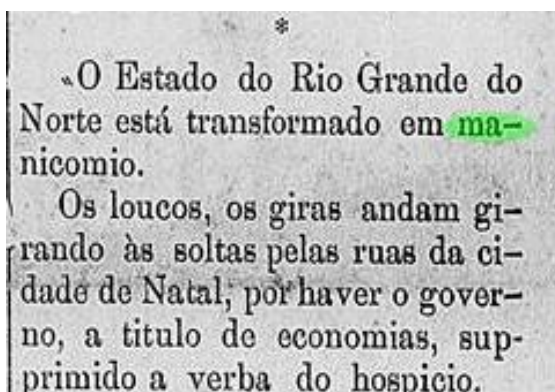 *
«O Estado do Rio Grande do
Norte está transformado em ma-
nicomio.
Os loucos, os giras andam gi-
rando às soltas pelas ruas da ci-
dade de Natal, por haver o gover-
no, a titulo de economias, sup-
primido a verba do hospicio.